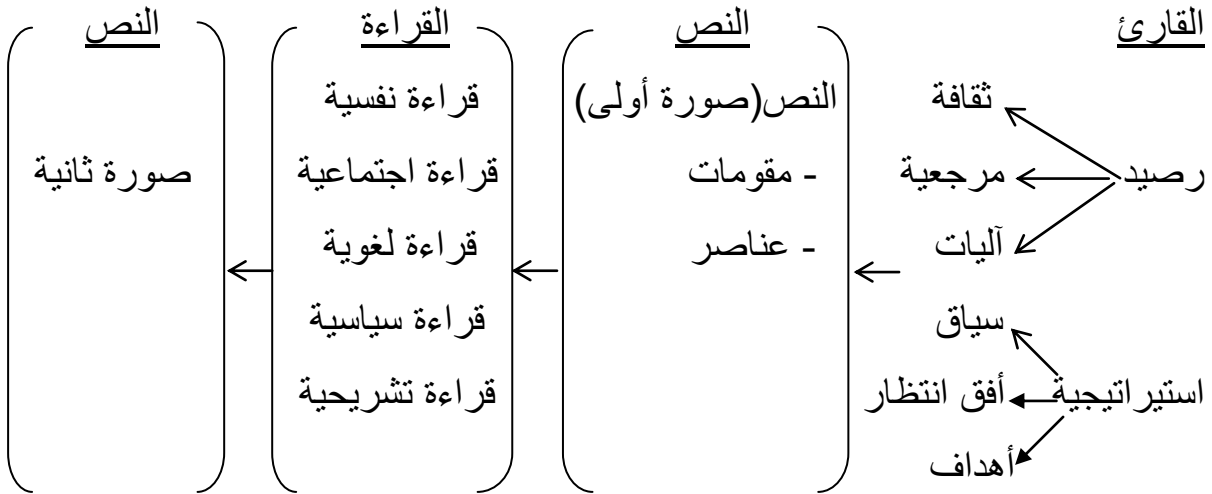 القارئ النص القراءة النص
ثقافة النص(صورة أولى) قراءة نفسية
رصيد مرجعية - مقومات قراءة اجتماعية صورة ثانية
آليات - عناصر قراءة لغوية
سياق قراءة سياسية
استيراتيجية أفق انتظار قراءة تشريحية
أهداف